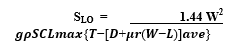 S_LO = 1.44 W²
gρSCLmax{T-[D+μr(W-L)]ave}